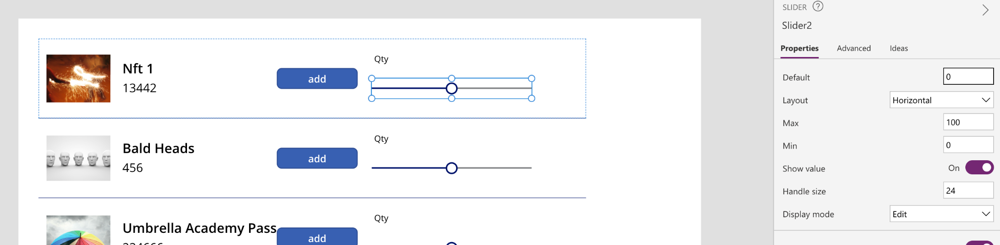 Nft 1
13442
add
Qty
Bald Heads
456
add
Qty
Umbrella Academy Pass
add
Qty
SLIDER ?
Slider2
Properties Advanced Ideas
Default 0
Layout Horizontal
Max 100
Min 0
Show value On
Handle size 24
Display mode Edit